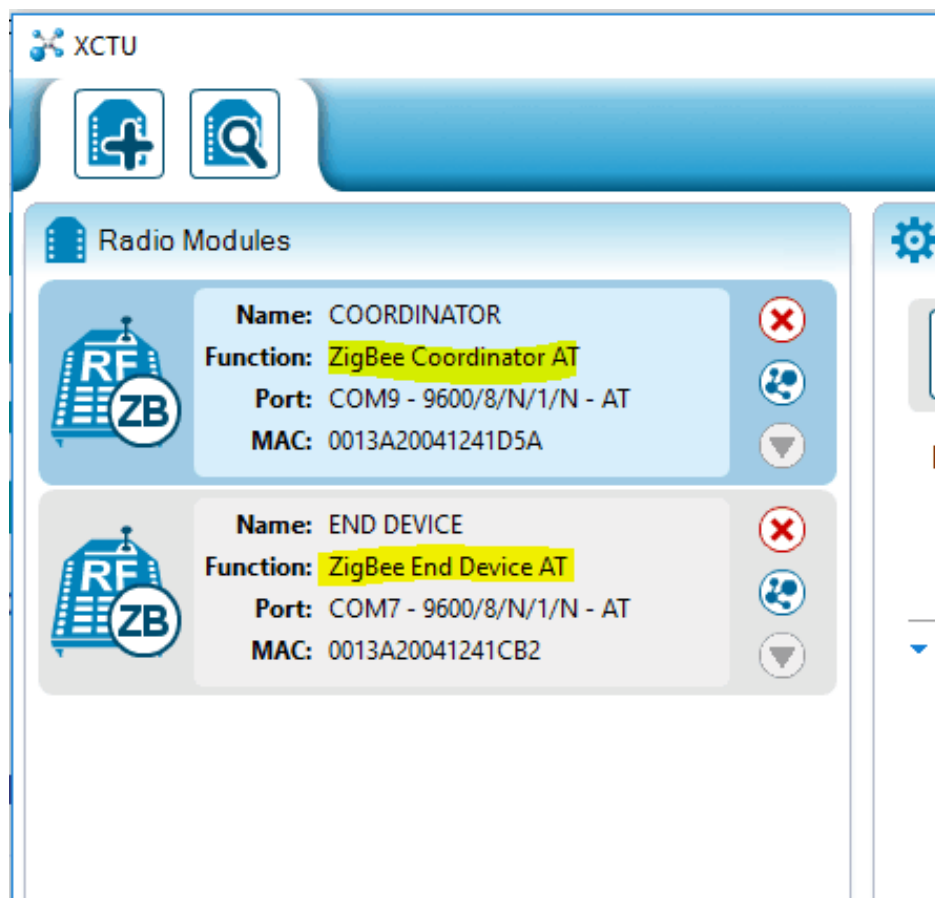 XCTU
Radio Modules
RF
ZB
Name: COORDINATOR
Function: ZigBee Coordinator AT
Port: COM9 - 9600/8/N/1/N - AT
MAC: 0013A20041241D5A
RF
ZB
Name: END DEVICE
Function: ZigBee End Device AT
Port: COM7 - 9600/8/N/1/N - AT
MAC: 0013A20041241CB2